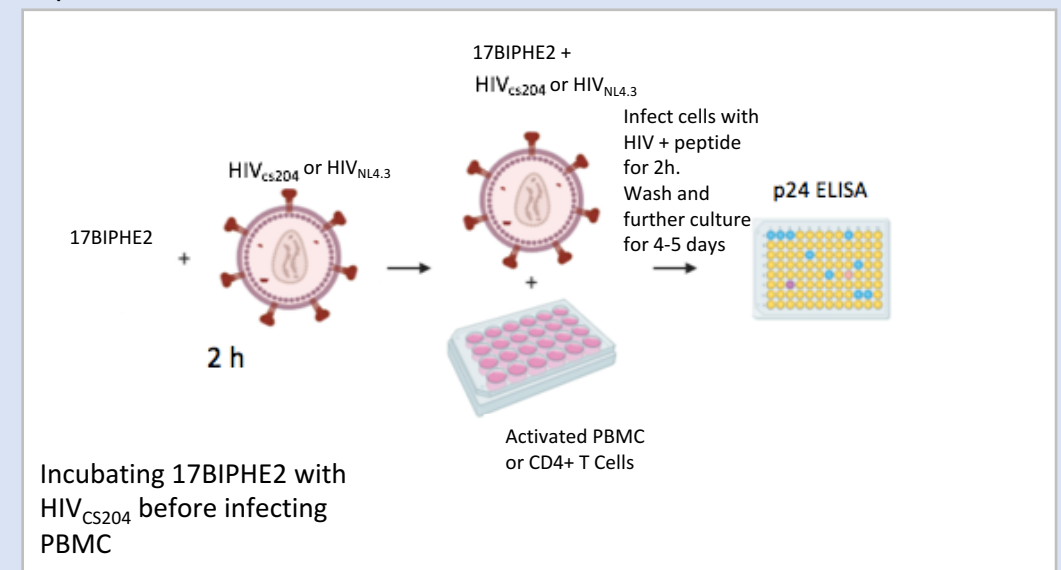 17BIPHE2 +
HIVcs204 or HIVNL4.3
Infect cells with
HIV + peptide
for 2h.
Wash and
further culture
for 4-5 days
HIVcs204 or HIVNL4.3
p24 ELISA
17BIPHE2
+
+
2 h
Activated PBMC
or CD4+ T Cells
Incubating 17BIPHE2 with
HIVCS204 before infecting
PBMC